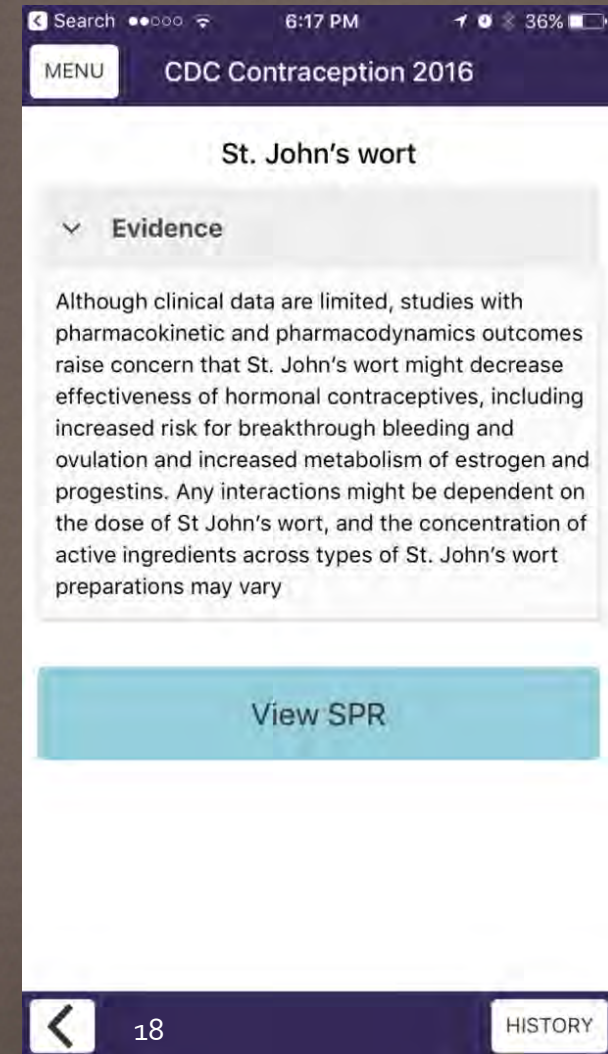 Search 6:17 PM 36%
MENU CDC Contraception 2016
St. John's wort
Evidence
Although clinical data are limited, studies with
pharmacokinetic and pharmacodynamics outcomes
raise concern that St. John's wort might decrease
effectiveness of hormonal contraceptives, including
increased risk for breakthrough bleeding and
ovulation and increased metabolism of estrogen and
progestins. Any interactions might be dependent on
the dose of St John's wort, and the concentration of
active ingredients across types of St. John's wort
preparations may vary
View SPR
18 HISTORY